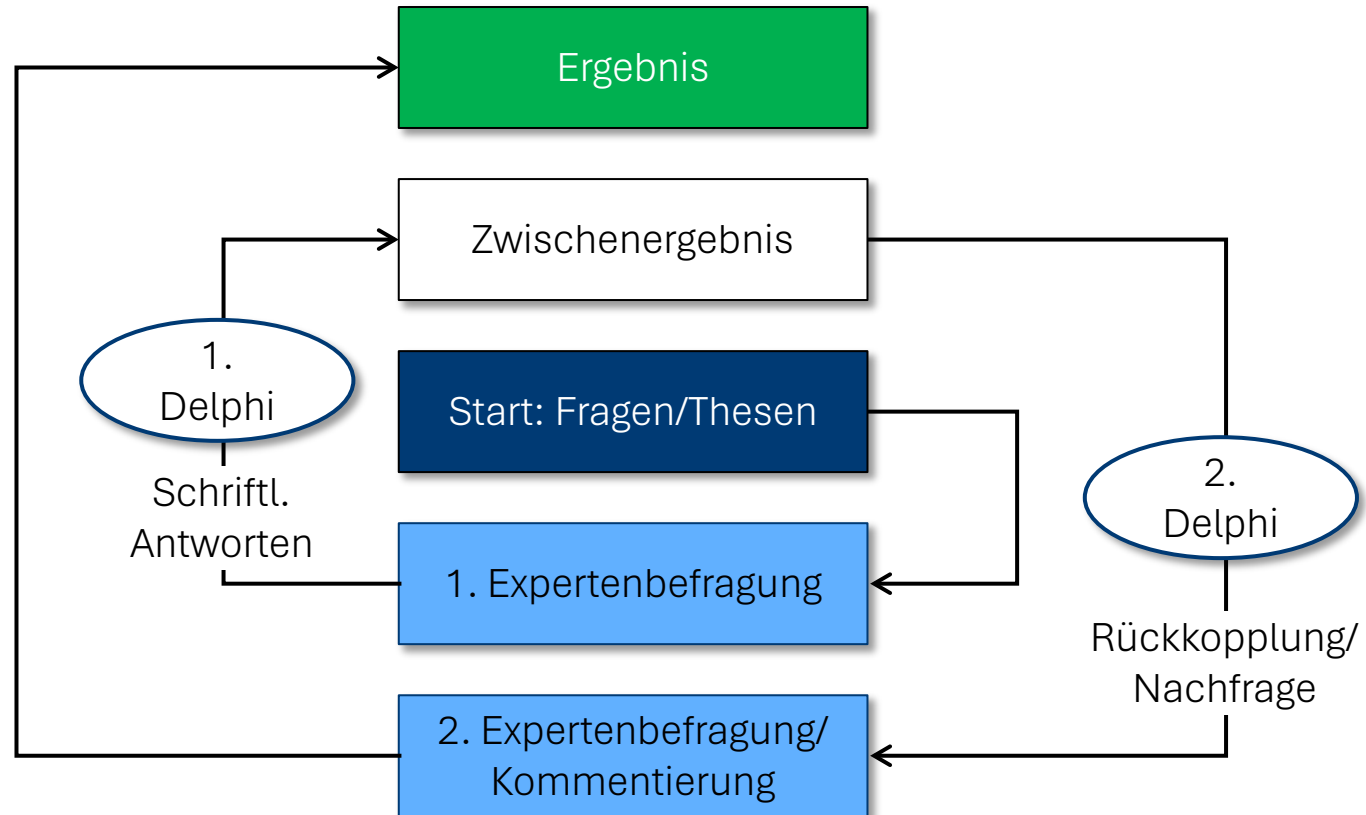 Ergebnis
Zwischenergebnis
1.
Delphi
Start: Fragen/Thesen
Schriftl.
Antworten
2.
Delphi
1. Expertenbefragung
Rückkopplung/
Nachfrage
2. Expertenbefragung/
Kommentierung